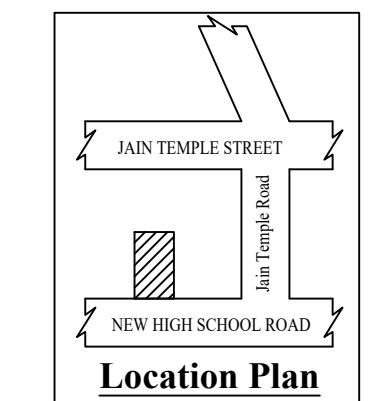 JAIN TEMPLE STREET
Jain Temple Road
NEW HIGH SCHOOL ROAD
Location Plan